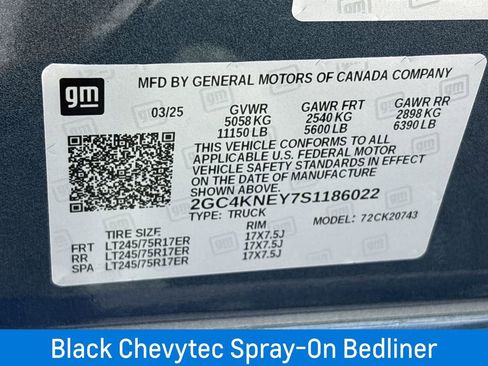 gm
MFD BY GENERAL MOTORS OF CANADA COMPANY
03/25 GVWR GAWR FRT GAWR RR
5058 KG 2540 KG 2898 KG
11150 LB 5600 LB 6390 LB
THIS VEHICLE CONFORMS TO ALL
APPLICABLE U.S. FEDERAL MOTOR
VEHICLE SAFETY STANDARDS IN EFFECT
ON THE DATE OF MANUFACTURE
SHOWN ABOVE.
2GC4KNEY7S1186022
TYPE: TRUCK MODEL: 72CK20743
TIRE SIZE RIM
FRT LT245/75R17ER 17X7.5J
RR LT245/75R17ER 17X7.5J
SPA LT245/75R17ER 17X7.5J
Black Chevytec Spray-On Bedliner